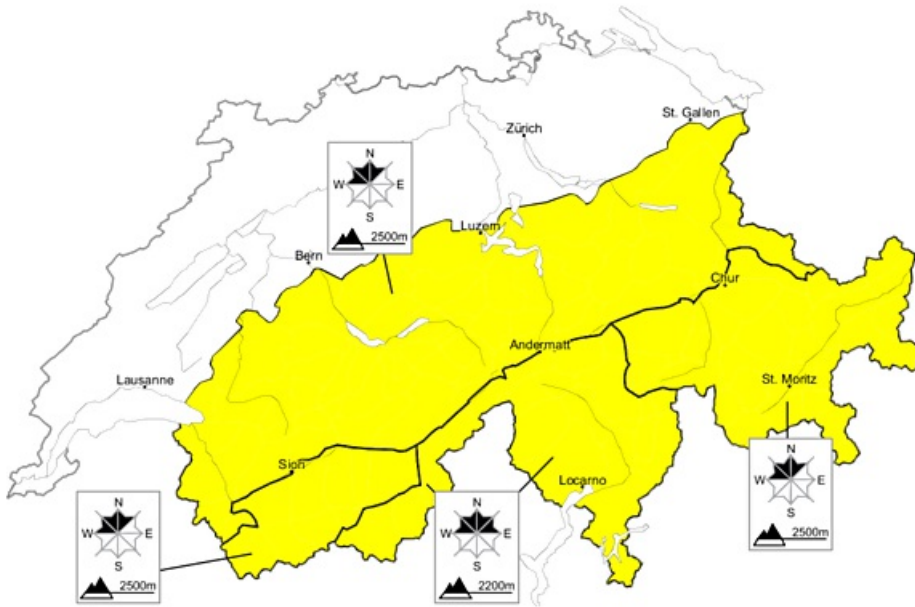 St. Gallen
Zürich
N
W E
S
2500m
Luzern
Bern
Chur
Andermatt
Lausanne
St. Moritz
Sion
Locarno
N
W E
S
2500m
N
W E
S
2500m
N
W E
S
2200m